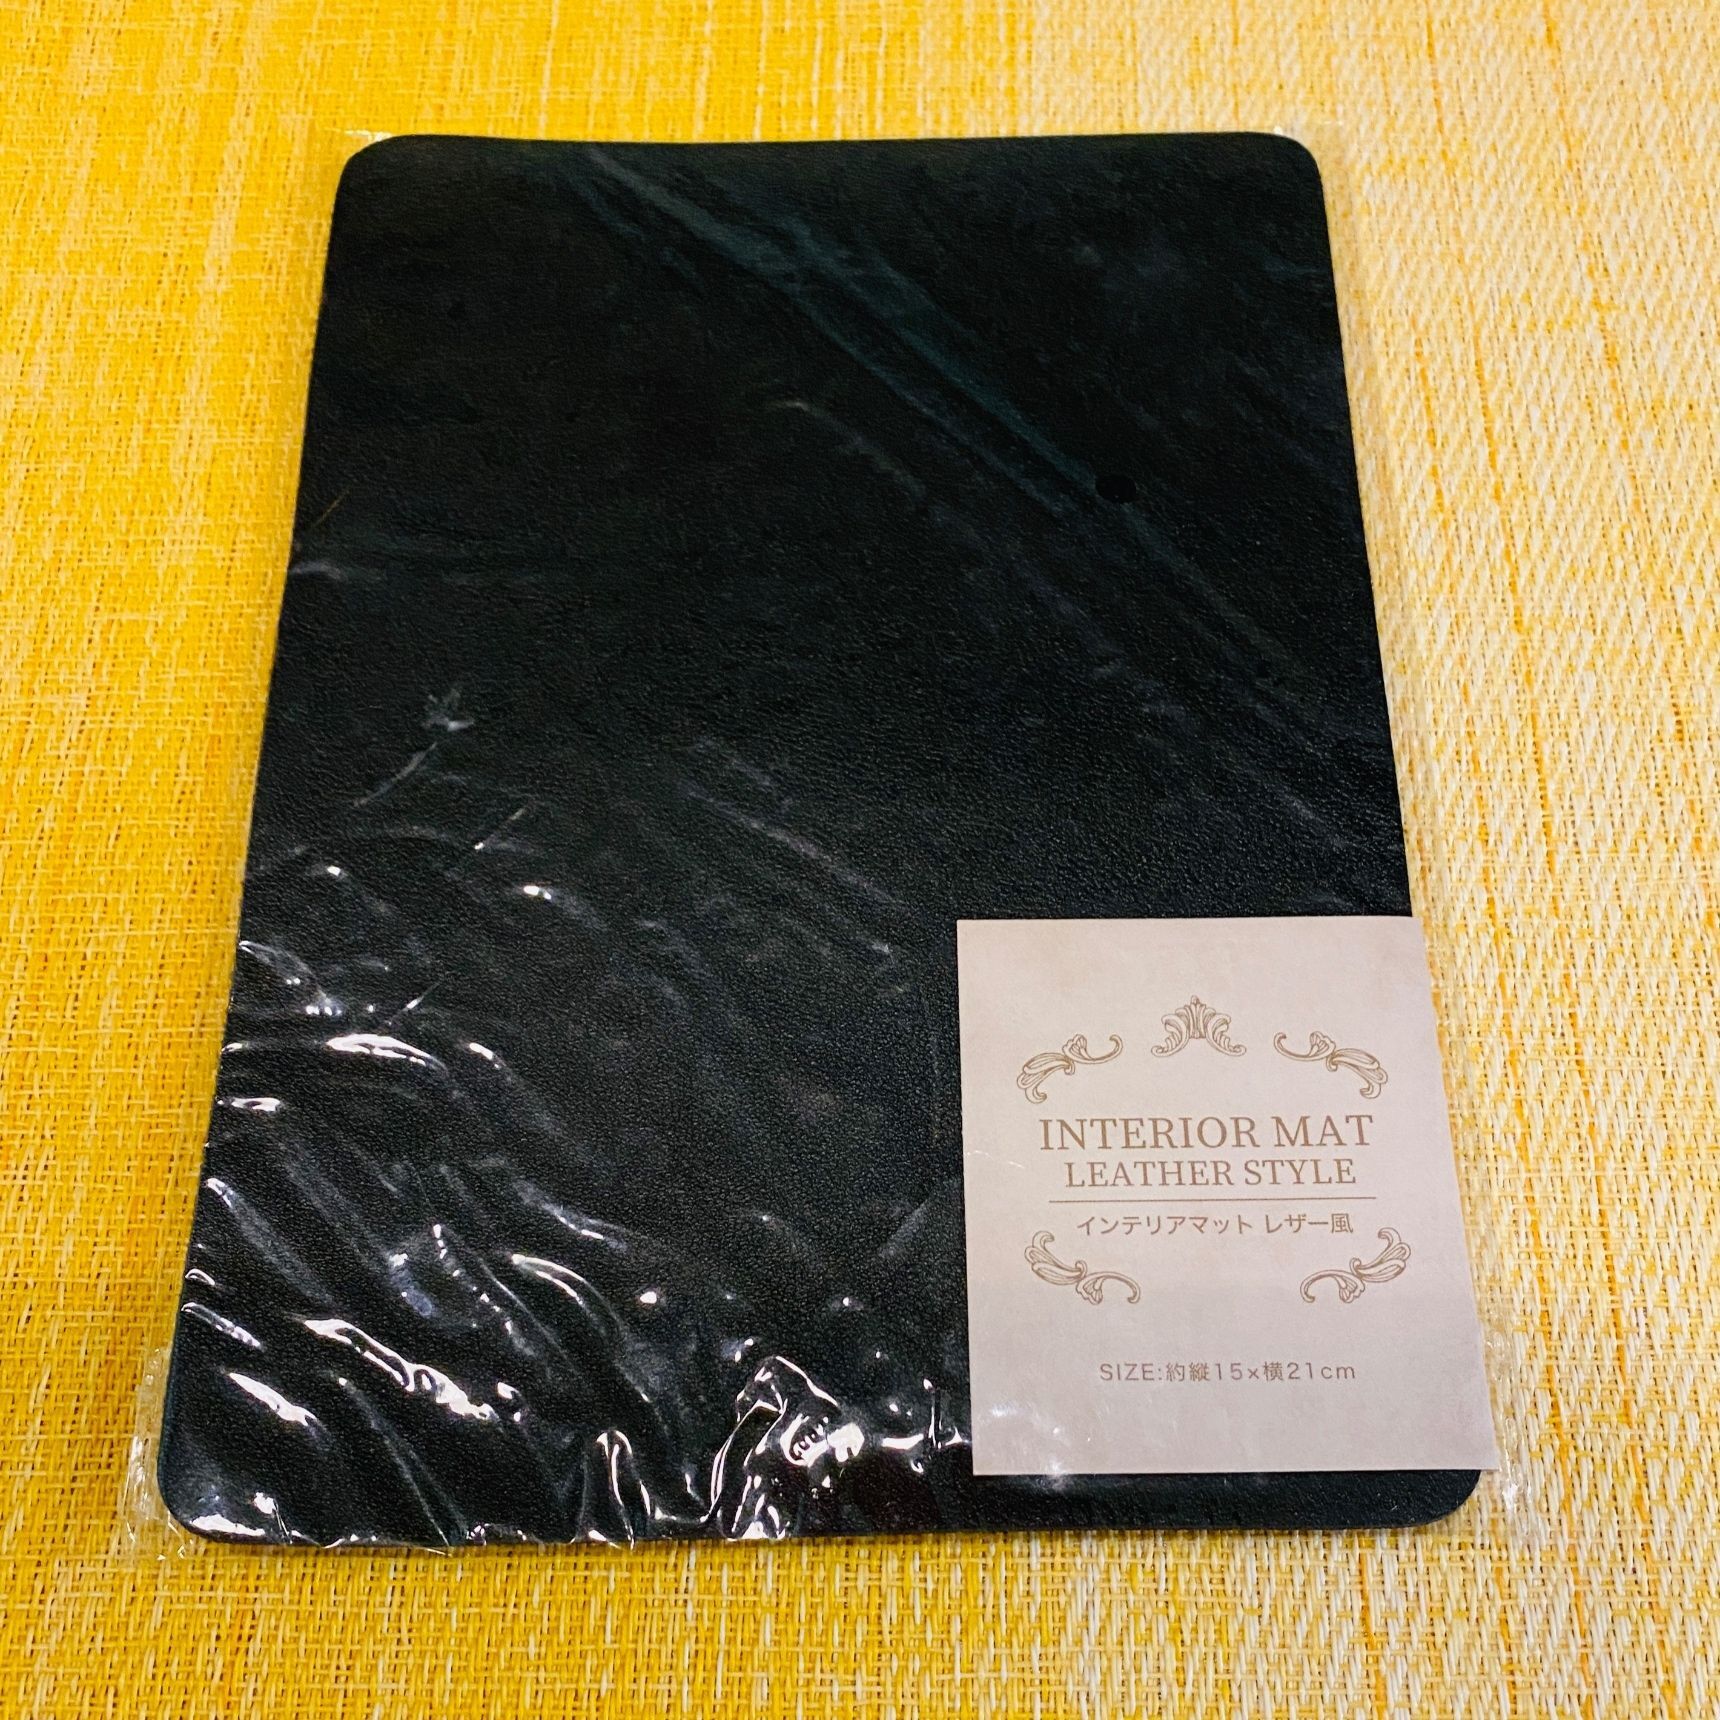 INTERIOR MAT
LEATHER STYLE
インテリアマット レザー風
SIZE:約縦15×横21cm